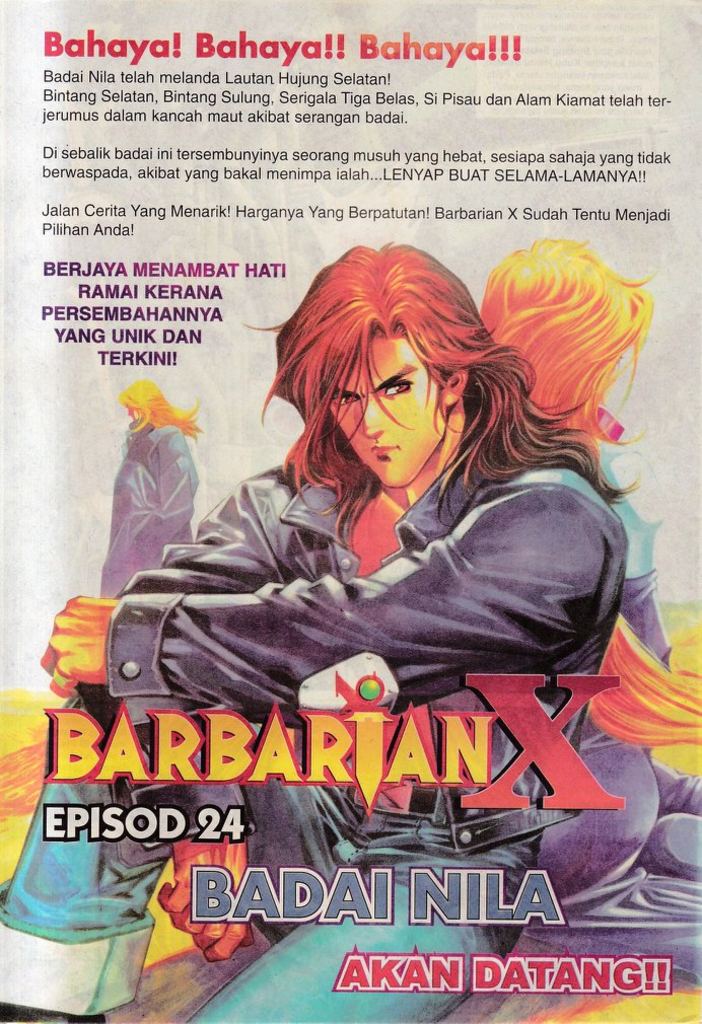 Bahaya! Bahaya!! Bahaya!!!
Badai Nila telah melanda Lautan Hujung Selatan!
Bintang Selatan, Bintang Sulung, Serigala Tiga Belas, Si Pisau dan Alam Kiamat telah ter-
jerumus dalam kancah maut akibat serangan badai.
Di sebalik badai ini tersembunyinya seorang musuh yang hebat, sesiapa sahaja yang tidak
berwaspada, akibat yang bakal menimpa ialah...LENYAP BUAT SELAMA-LAMANYA!!
Jalan Cerita Yang Menarik! Harganya Yang Berpatutan! Barbarian X Sudah Tentu Menjadi
Pilihan Anda!
BERJAYA MENAMBAT HATI
RAMAI KERANA
PERSEMBAHANNYA
YANG UNIK DAN
TERKINI!
BARBARIAN X
EPISOD 24
BADAI NILA
AKAN DATANG!!